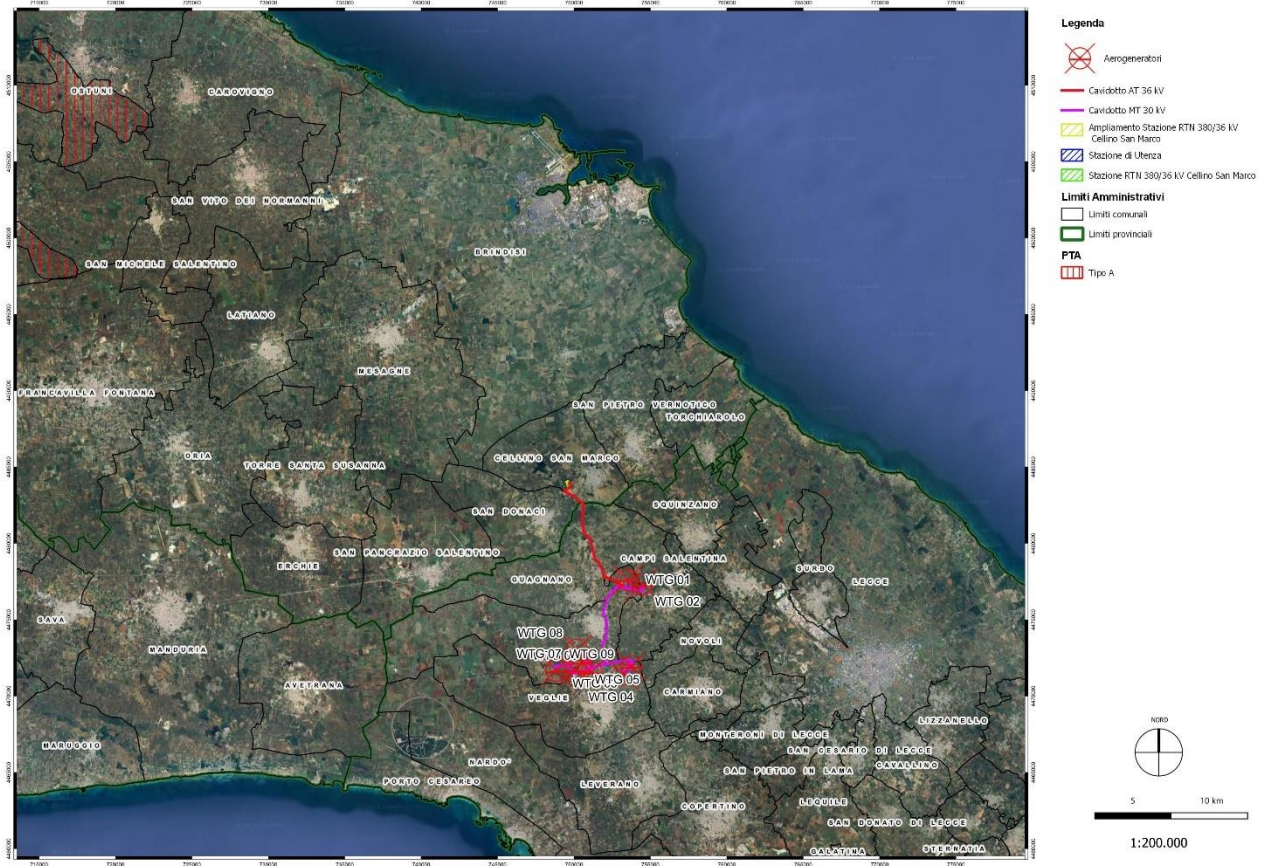 Legenda
Aerogeneratori
Cavidotto AT 36 kV
Cavidotto MT 30 kV
Ampliamento Stazione RTN 380/36 kV
Cellino San Marco
Stazione di Utenza
Stazione RTN 380/36 kV Cellino San Marco
Limiti Amministrativi
Limiti comunali
Limiti provinciali
PTA
Tipo A
OSTUNI
CAROVIGNO
SAN VITO DEI NORMANNI
BRINDISI
SAN MICHELE SALENTINO
LATIANO
MESAGNE
FRANCAVILLA FONTANA
SAN PIETRO VERNOTICO
TORCHIAROLO
ORIA
TORRE SANTA SUSANNA
CELLINO SAN MARCO
SAN DONACI
SQUINZANO
SAN PANCRAZIO SALENTINO
ERCHIE
CAMPI SALENTINA
GUAGNANO
SURBO
LECCE
WTG 01
WTG 02
SAVA
MANDURIA
WTG 08
NOVOLI
WTG 07
WTG 09
WTG 05
WTG 04
AVETRANA
VEGLIE
CARMIANO
LIZZANELLO
MARUGGIO
MONTERONI DI LECCE
SAN CESARIO DI LECCE
NARDO'
CAVALLINO
PORTO CESAREO
LEVERANO
SAN PIETRO IN LAMA
COPERTINO
LEQUILE
SAN DONATO DI LECCE
GALATINA
STERNATIA
NORD
5
10 km
1:200.000